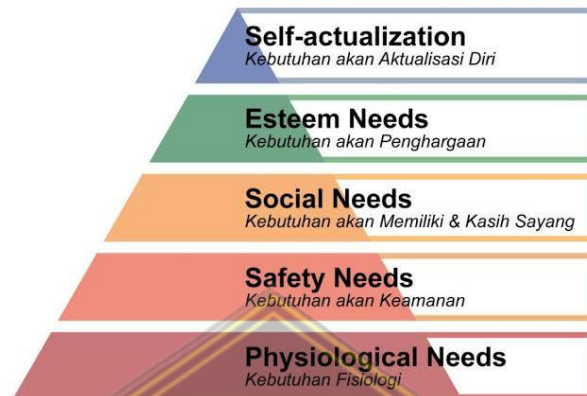 Self-actualization
Kebutuhan akan Aktualisasi Diri
Esteem Needs
Kebutuhan akan Penghargaan
Social Needs
Kebutuhan akan Memiliki & Kasih Sayang
Safety Needs
Kebutuhan akan Keamanan
Physiological Needs
Kebutuhan Fisiologi